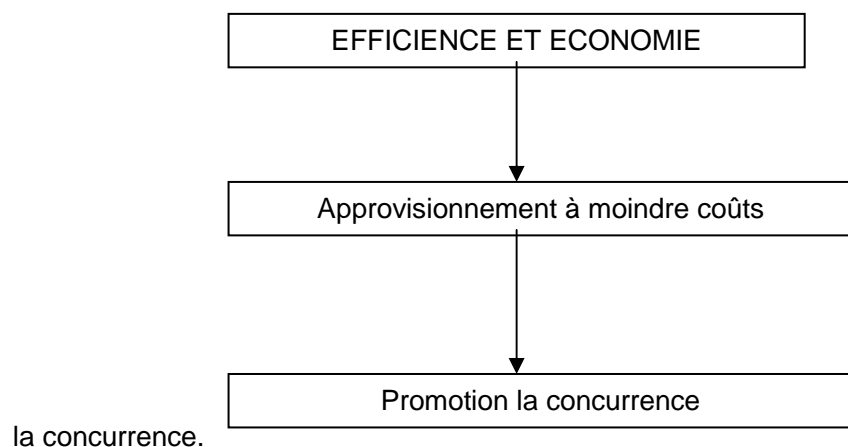 EFFICIENCE ET ECONOMIE
Approvisionnement à moindre coûts
Promotion la concurrence
la concurrence.